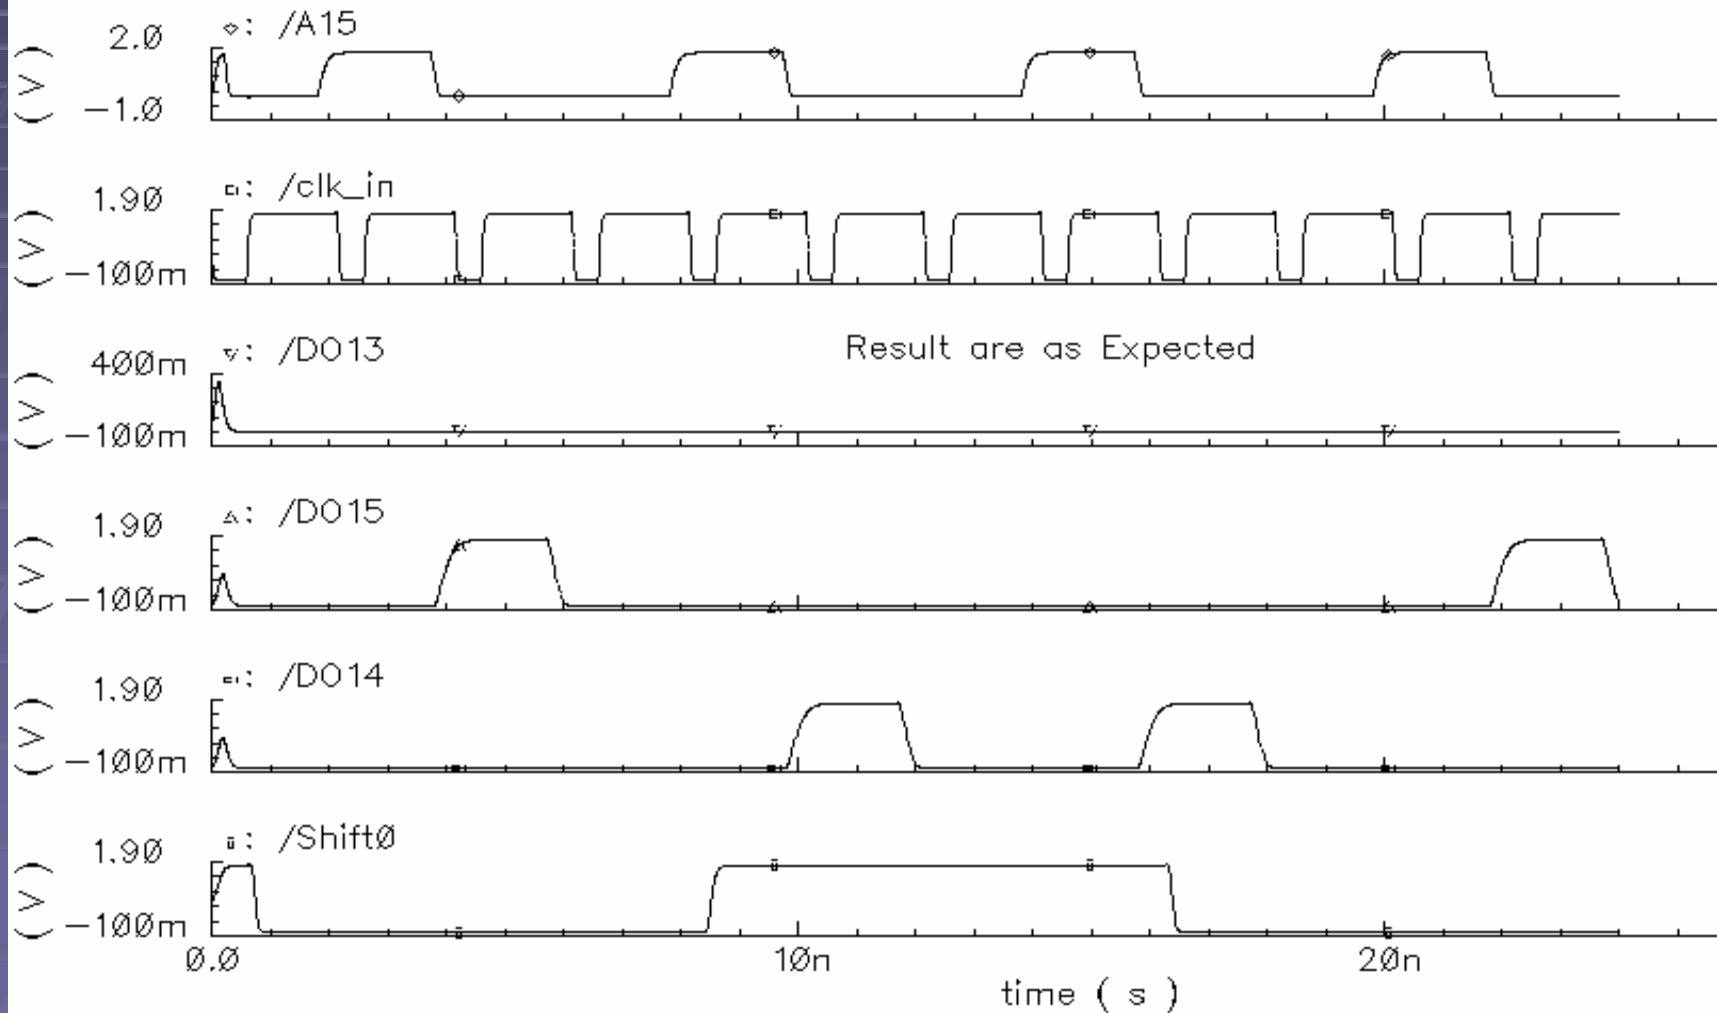 2.0 ◇: /A15
(V)
-1.0
1.90 □: /clk_in
(V)
-100m
400m ▽: /DO13 Result are as Expected
(V)
-100m
1.90 △: /DO15
(V)
-100m
1.90 □: /DO14
(V)
-100m
1.90 □: /Shift0
(V)
-100m
0.0 10n 20n
time ( s )